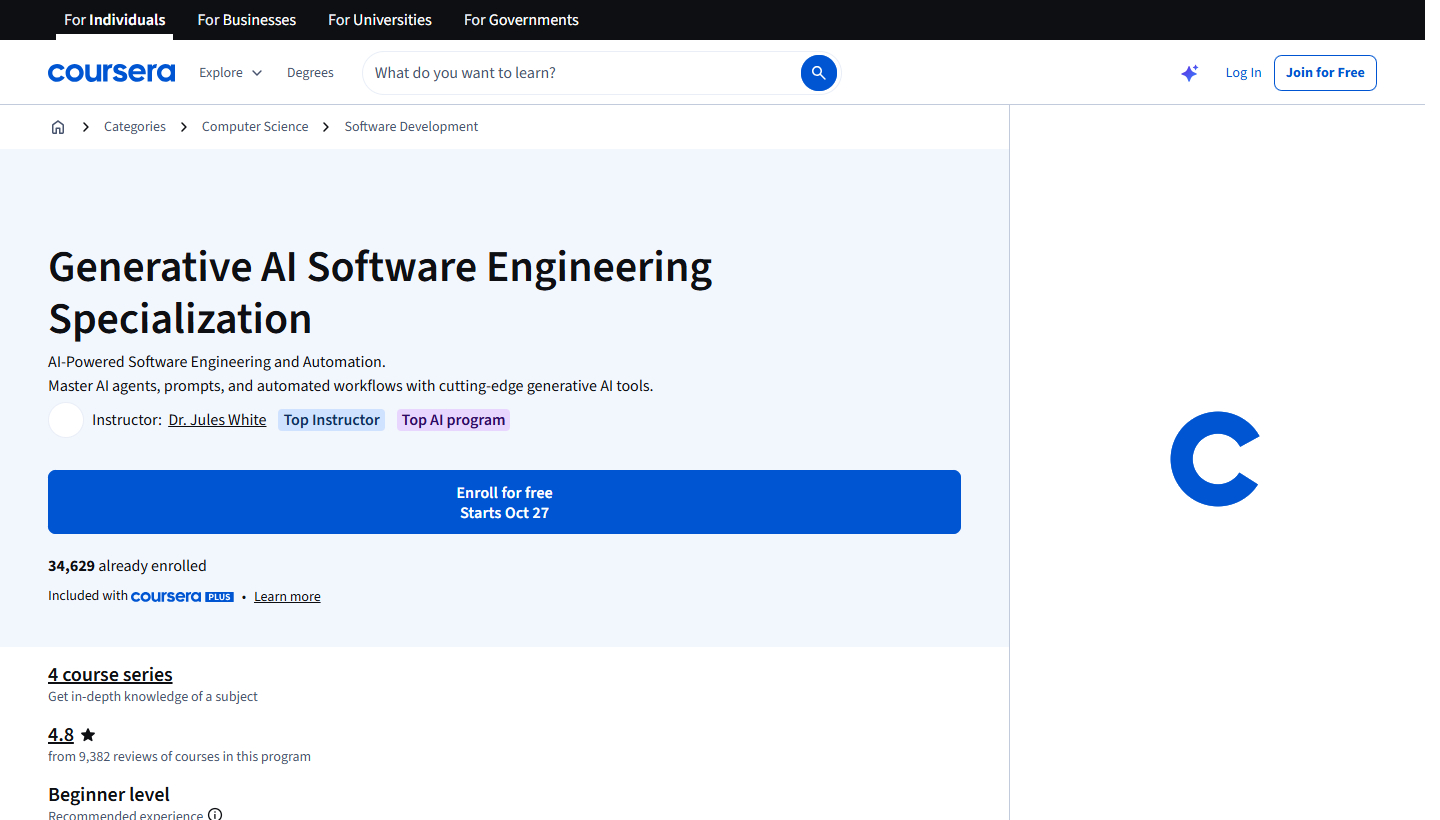 For Individuals
For Businesses
For Universities
For Governments
coursera
Explore
Degrees
What do you want to learn?
Log In
Join for Free
Categories
Computer Science
Software Development
Generative AI Software Engineering
Specialization
AI-Powered Software Engineering and Automation.
Master AI agents, prompts, and automated workflows with cutting-edge generative AI tools.
Instructor: Dr. Jules White Top Instructor Top AI program
Enroll for free
Starts Oct 27
34,629 already enrolled
Included with coursera PLUS • Learn more
4 course series
Get in-depth knowledge of a subject
4.8
from 9,382 reviews of courses in this program
Beginner level
Recommended experience